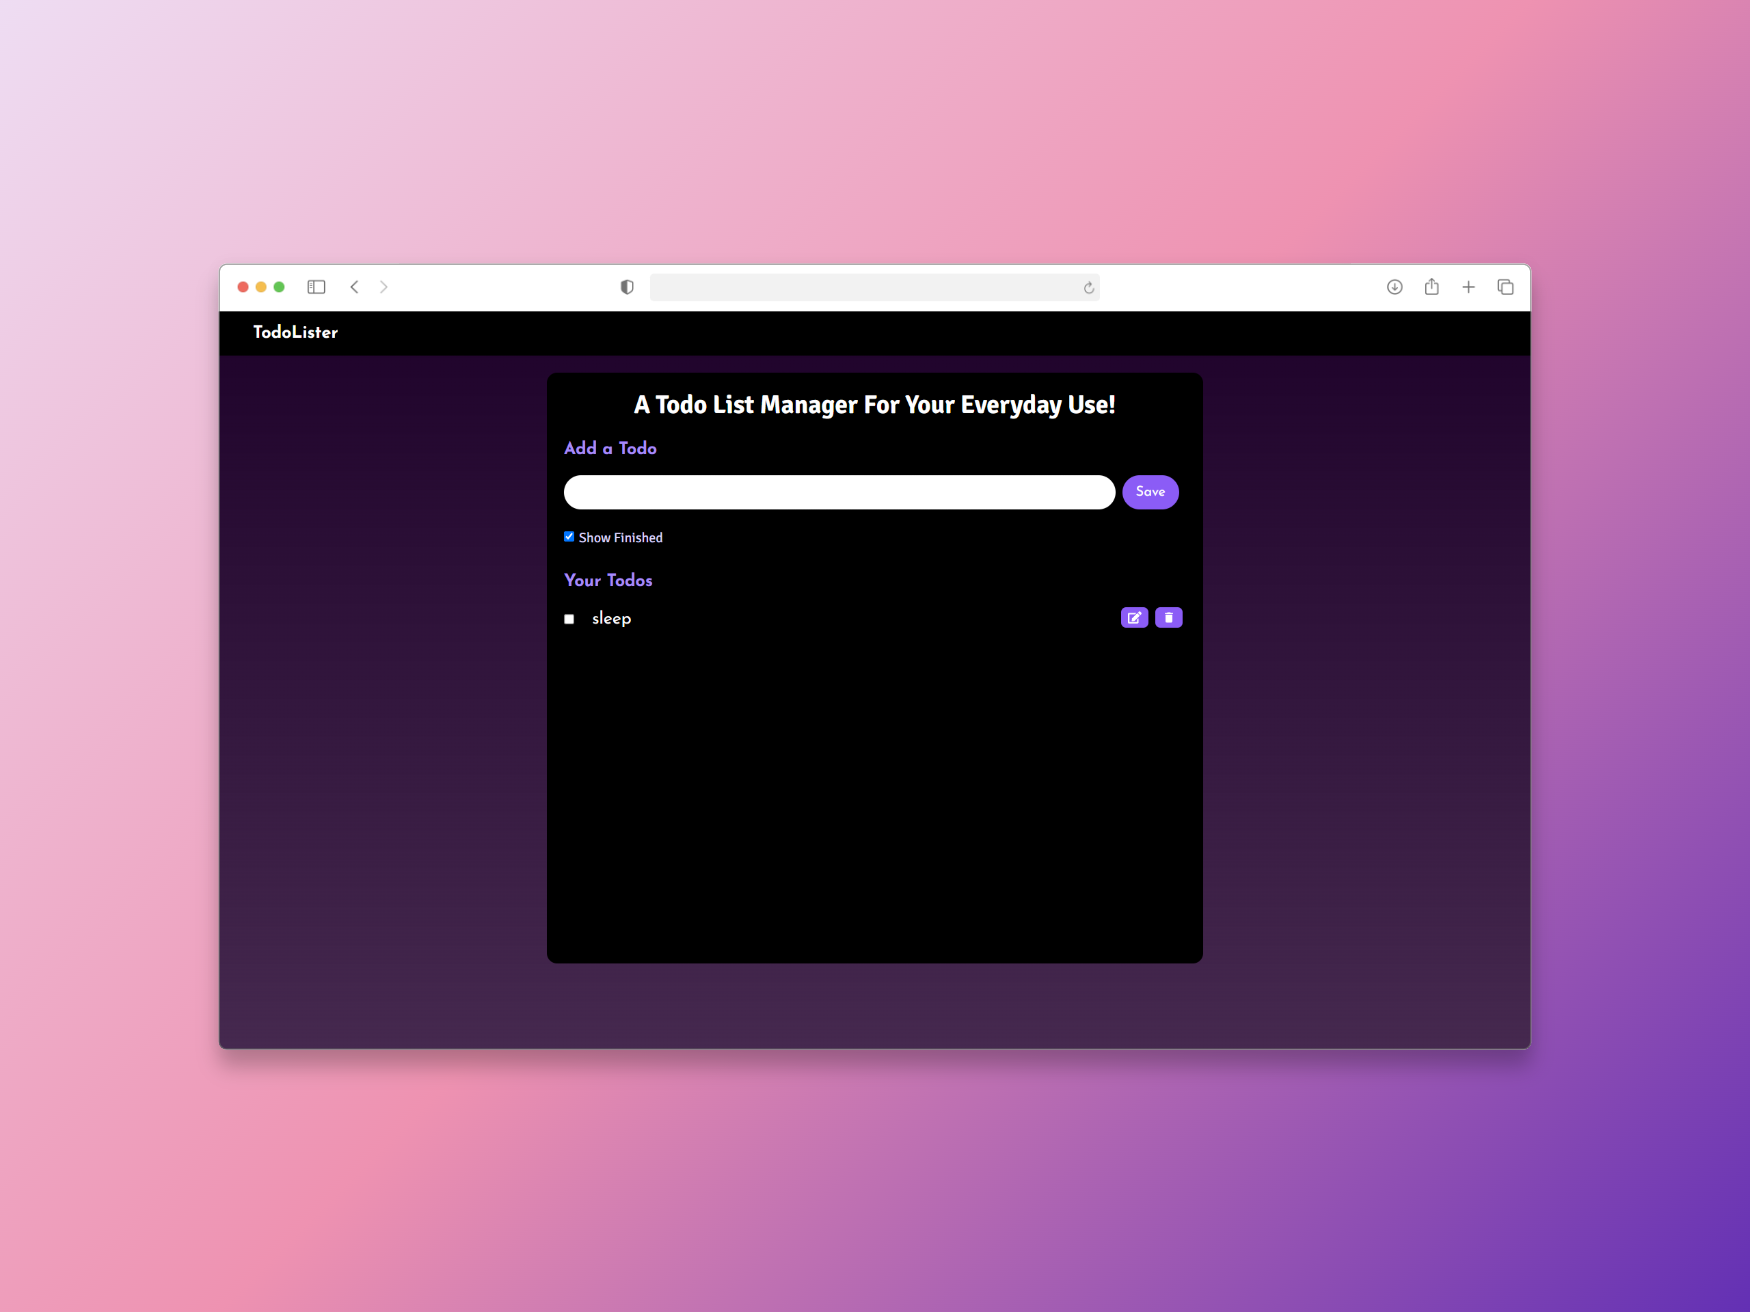 TodoLister
A Todo List Manager For Your Everyday Use!
Add a Todo
Save
Show Finished
Your Todos
sleep